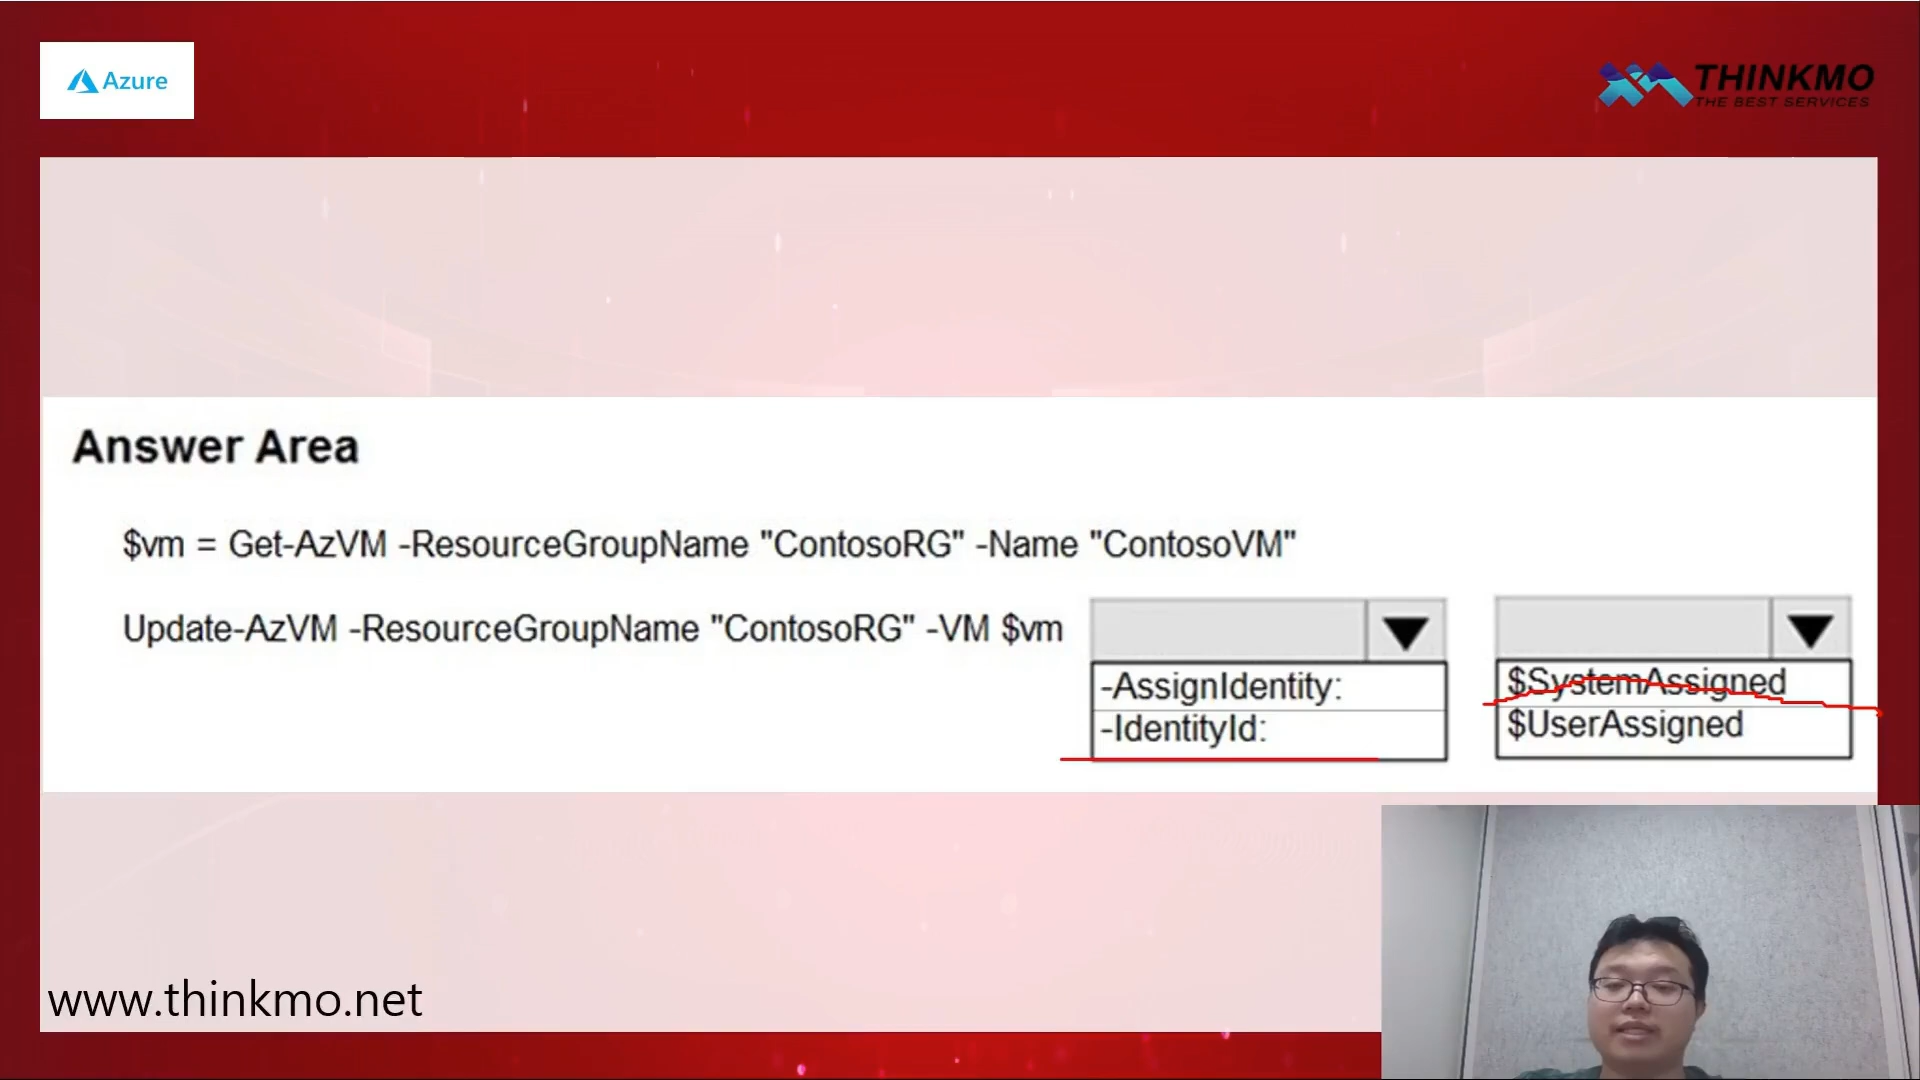 Azure
THINKMO
THE BEST SERVICES
Answer Area
$vm = Get-AzVM -ResourceGroupName "ContosoRG" -Name "ContosoVM"
Update-AzVM -ResourceGroupName "ContosoRG" -VM $vm
-AssignIdentity:
-IdentityId:
$SystemAssigned
$UserAssigned
www.thinkmo.net